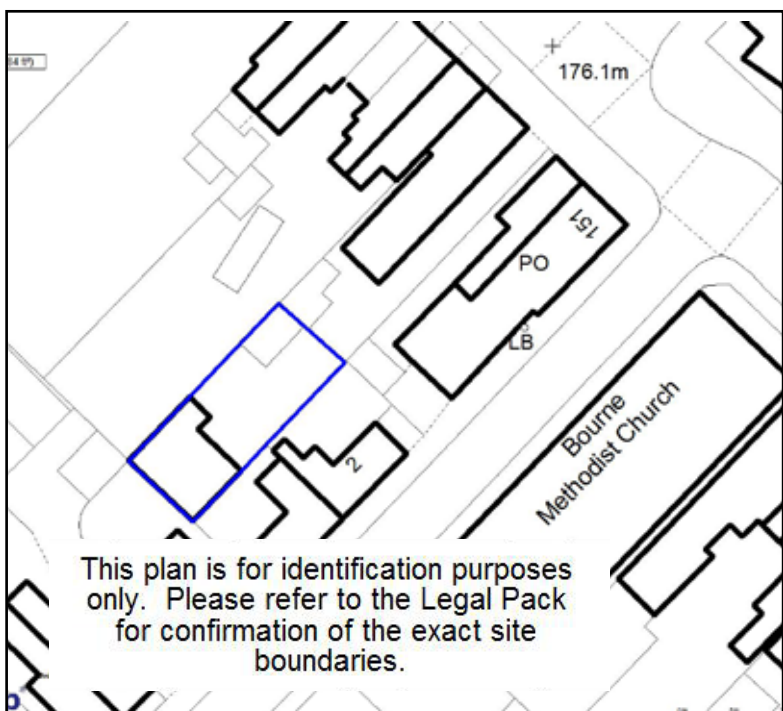 176.1m
151
PO
LB
Bourne
Methodist Church
2
This plan is for identification purposes
only.  Please refer to the Legal Pack
for confirmation of the exact site
boundaries.